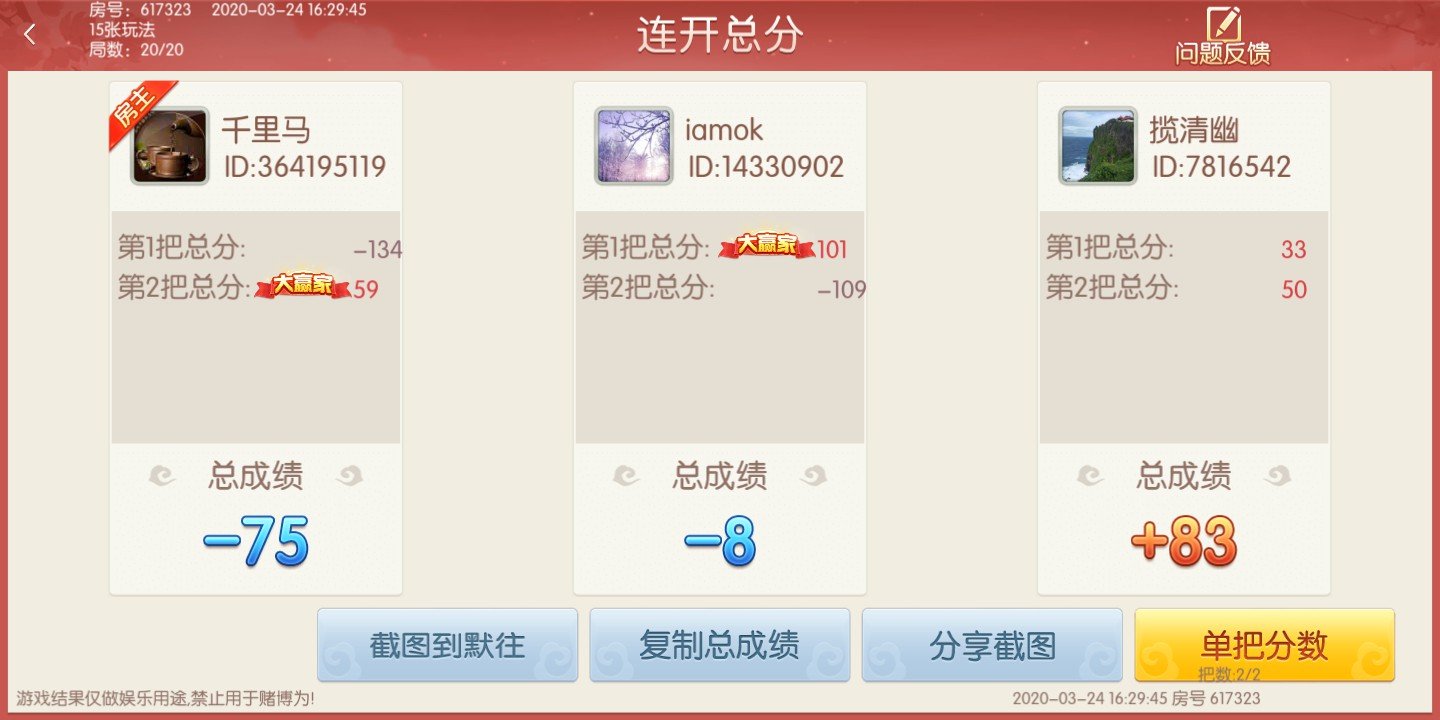 房号：617323 2020-03-24 16:29:45
15张玩法
局数：20/20
连开总分
问题反馈
房主
千里马
ID:364195119
第1把总分: -134
第2把总分: 大赢家 59
总成绩
-75
iamok
ID:14330902
第1把总分: 大赢家 101
第2把总分: -109
总成绩
-8
揽清幽
ID:7816542
第1把总分: 33
第2把总分: 50
总成绩
+83
截图到默往
复制总成绩
分享截图
单把分数
把数:2/2
游戏结果仅做娱乐用途,禁止用于赌博为!
2020-03-24 16:29:45 房号 617323